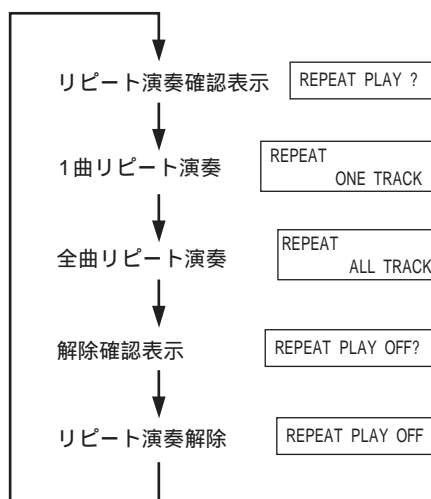 リピート演奏確認表示
REPEAT PLAY ?
1曲リピート演奏
REPEAT
ONE TRACK
全曲リピート演奏
REPEAT
ALL TRACK
解除確認表示
REPEAT PLAY OFF?
リピート演奏解除
REPEAT PLAY OFF